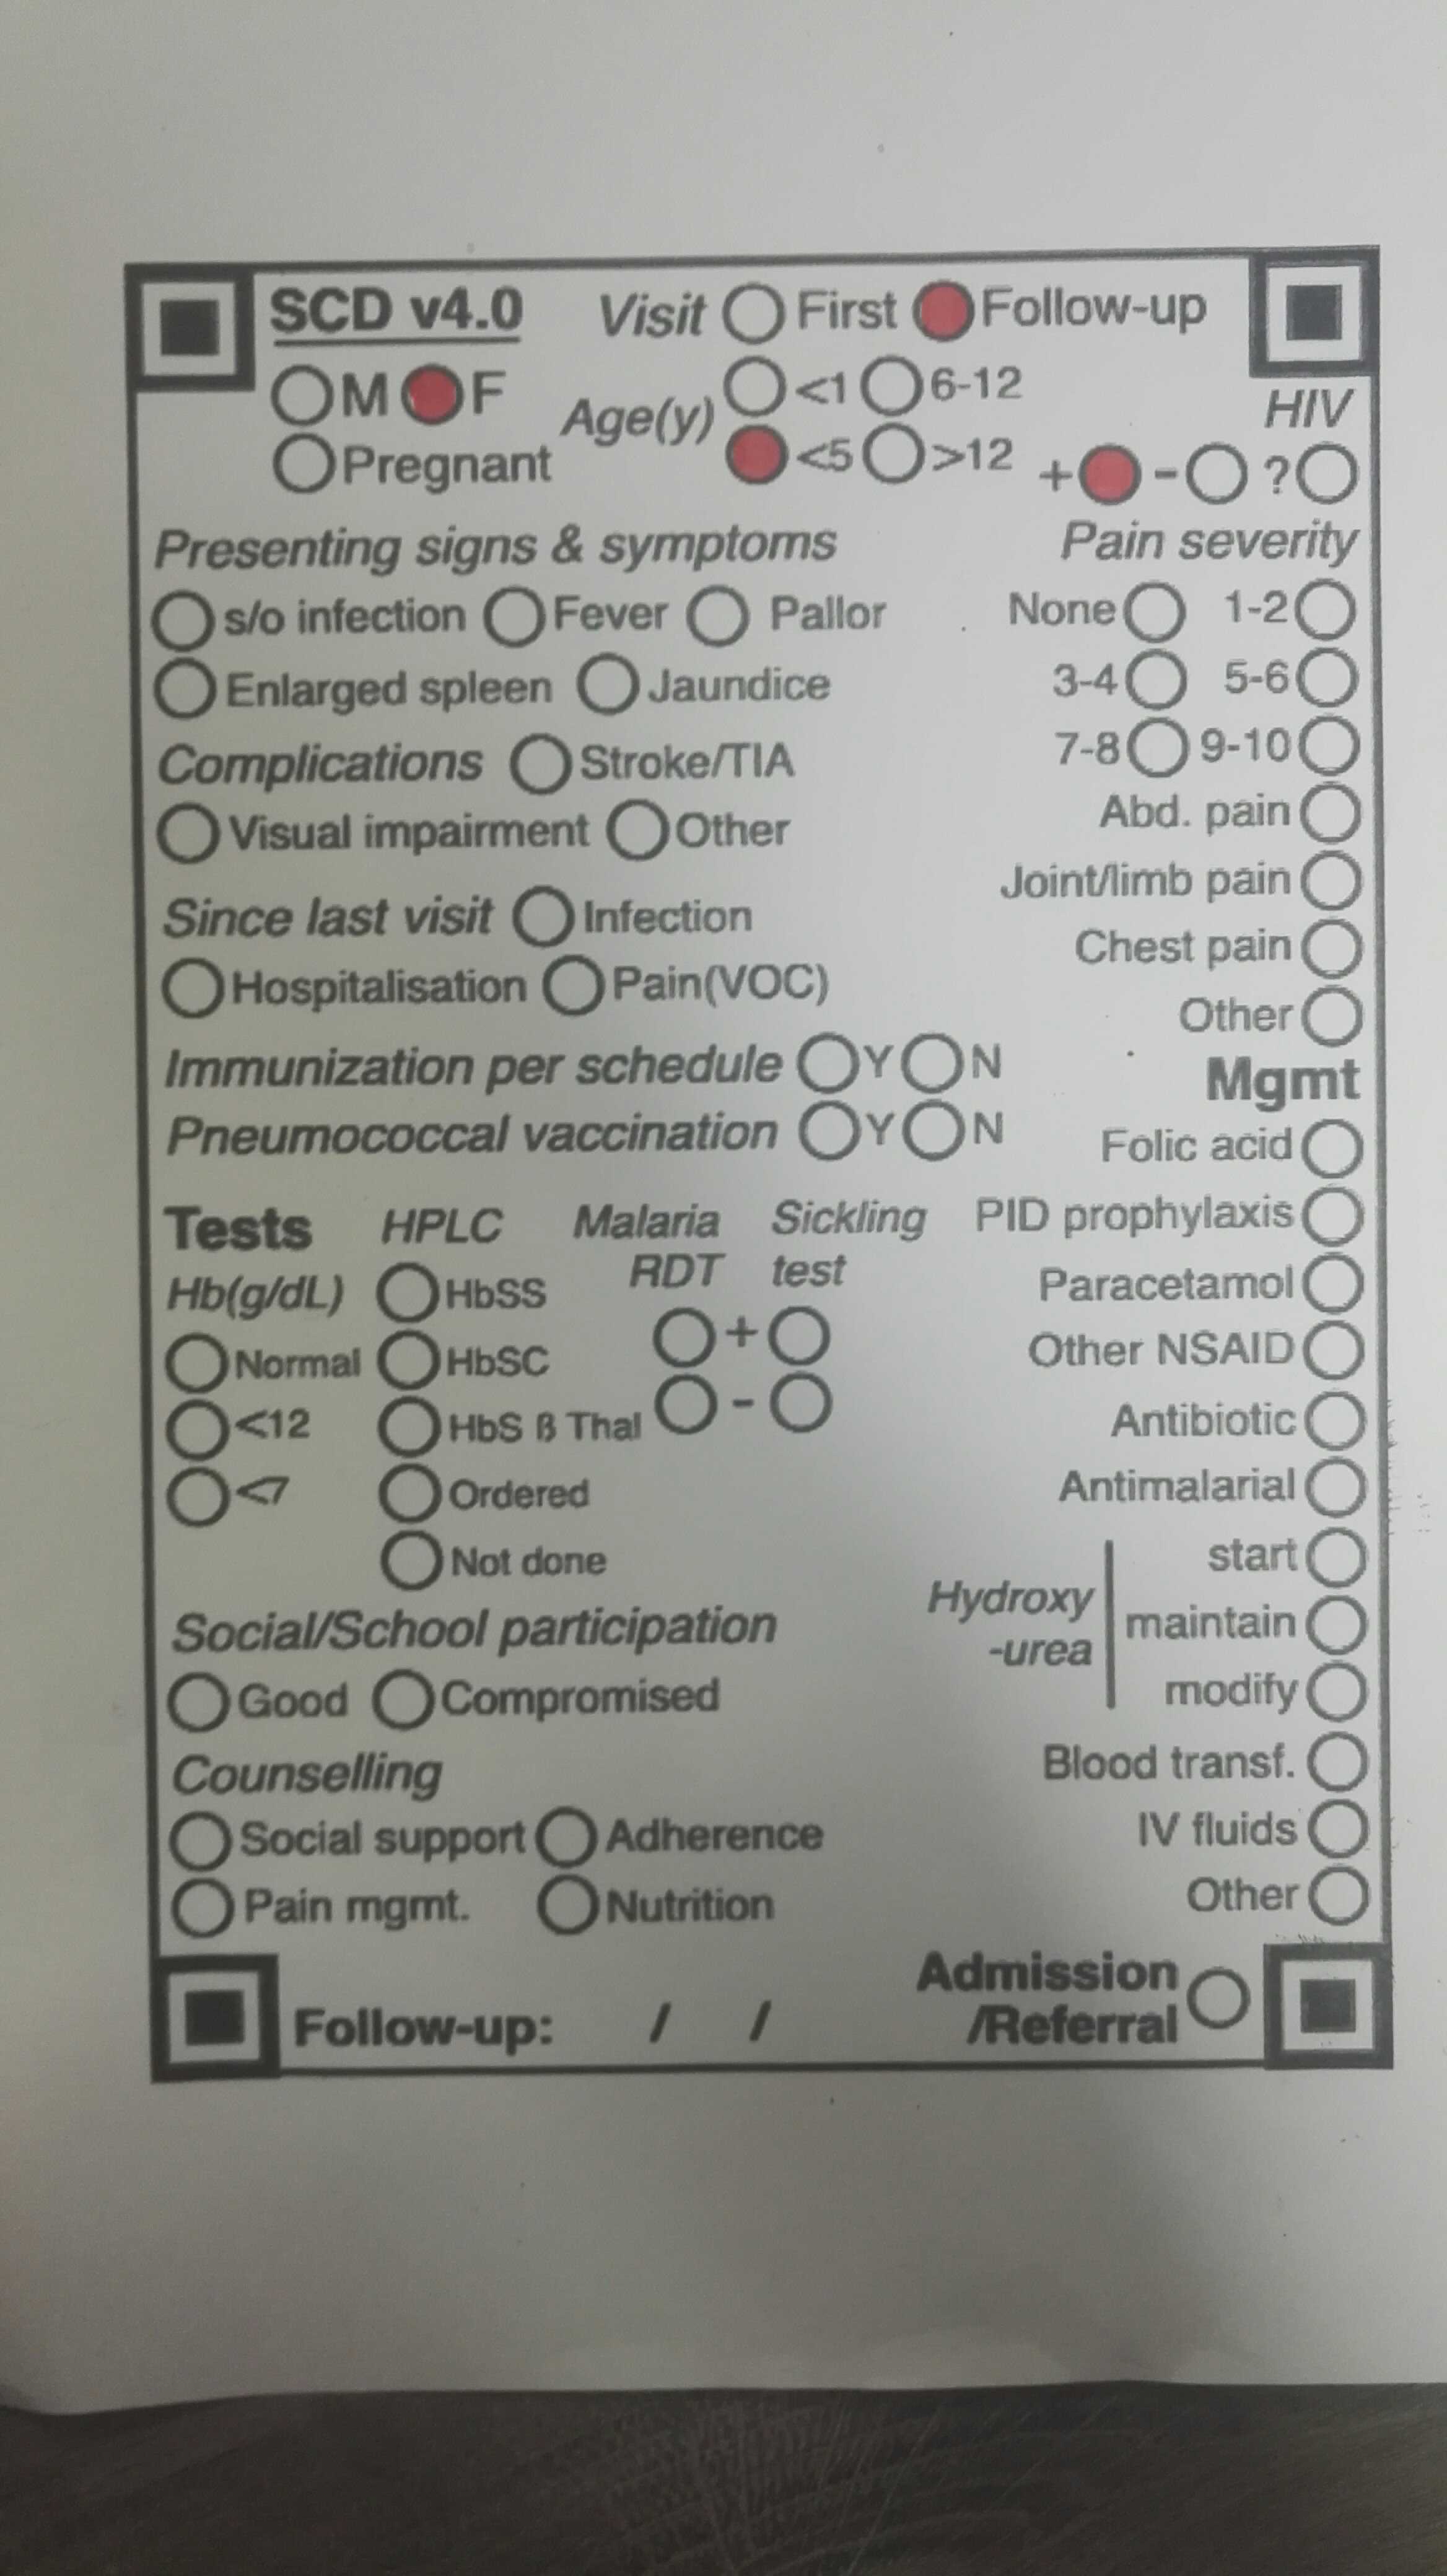 SCD v4.0 Visit First Follow-up
M F Age(y) <1 6-12 HIV
Pregnant <5 >12 + - ?
Presenting signs & symptoms Pain severity
s/o infection Fever Pallor None 1-2
Enlarged spleen Jaundice 3-4 5-6
Complications Stroke/TIA 7-8 9-10
Visual impairment Other Abd. pain
Since last visit Infection Joint/limb pain
Hospitalisation Pain(VOC) Chest pain
Other
Immunization per schedule Y N Mgmt
Pneumococcal vaccination Y N Folic acid
Tests HPLC Malaria Sickling PID prophylaxis
Hb(g/dL) HbSS RDT test Paracetamol
Normal HbSC + Other NSAID
<12 HbS ß Thal - Antibiotic
<7 Ordered Antimalarial
Not done start
Social/School participation Hydroxy -urea maintain
Good Compromised modify
Counselling Blood transf.
Social support Adherence IV fluids
Pain mgmt. Nutrition Other
Follow-up: / / Admission /Referral